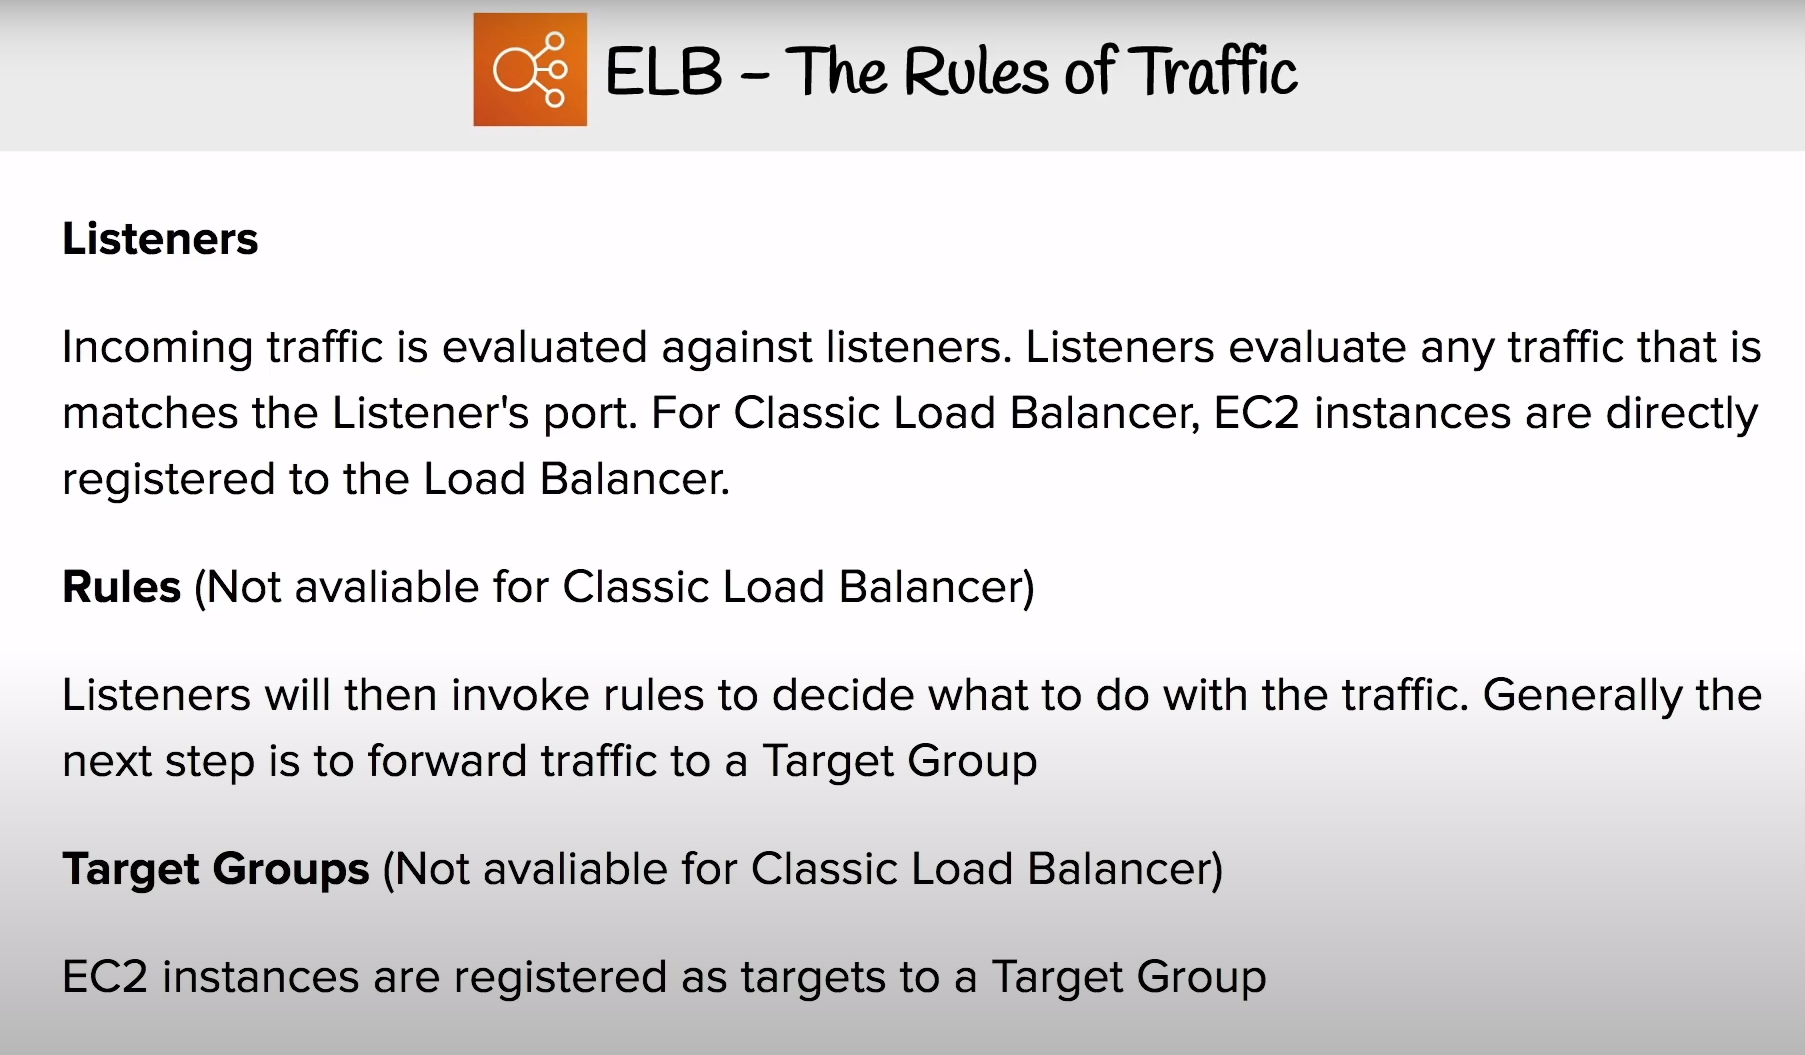 ELB - The Rules of Traffic
Listeners
Incoming traffic is evaluated against listeners. Listeners evaluate any traffic that is
matches the Listener's port. For Classic Load Balancer, EC2 instances are directly
registered to the Load Balancer.
Rules (Not avaliable for Classic Load Balancer)
Listeners will then invoke rules to decide what to do with the traffic. Generally the
next step is to forward traffic to a Target Group
Target Groups (Not avaliable for Classic Load Balancer)
EC2 instances are registered as targets to a Target Group